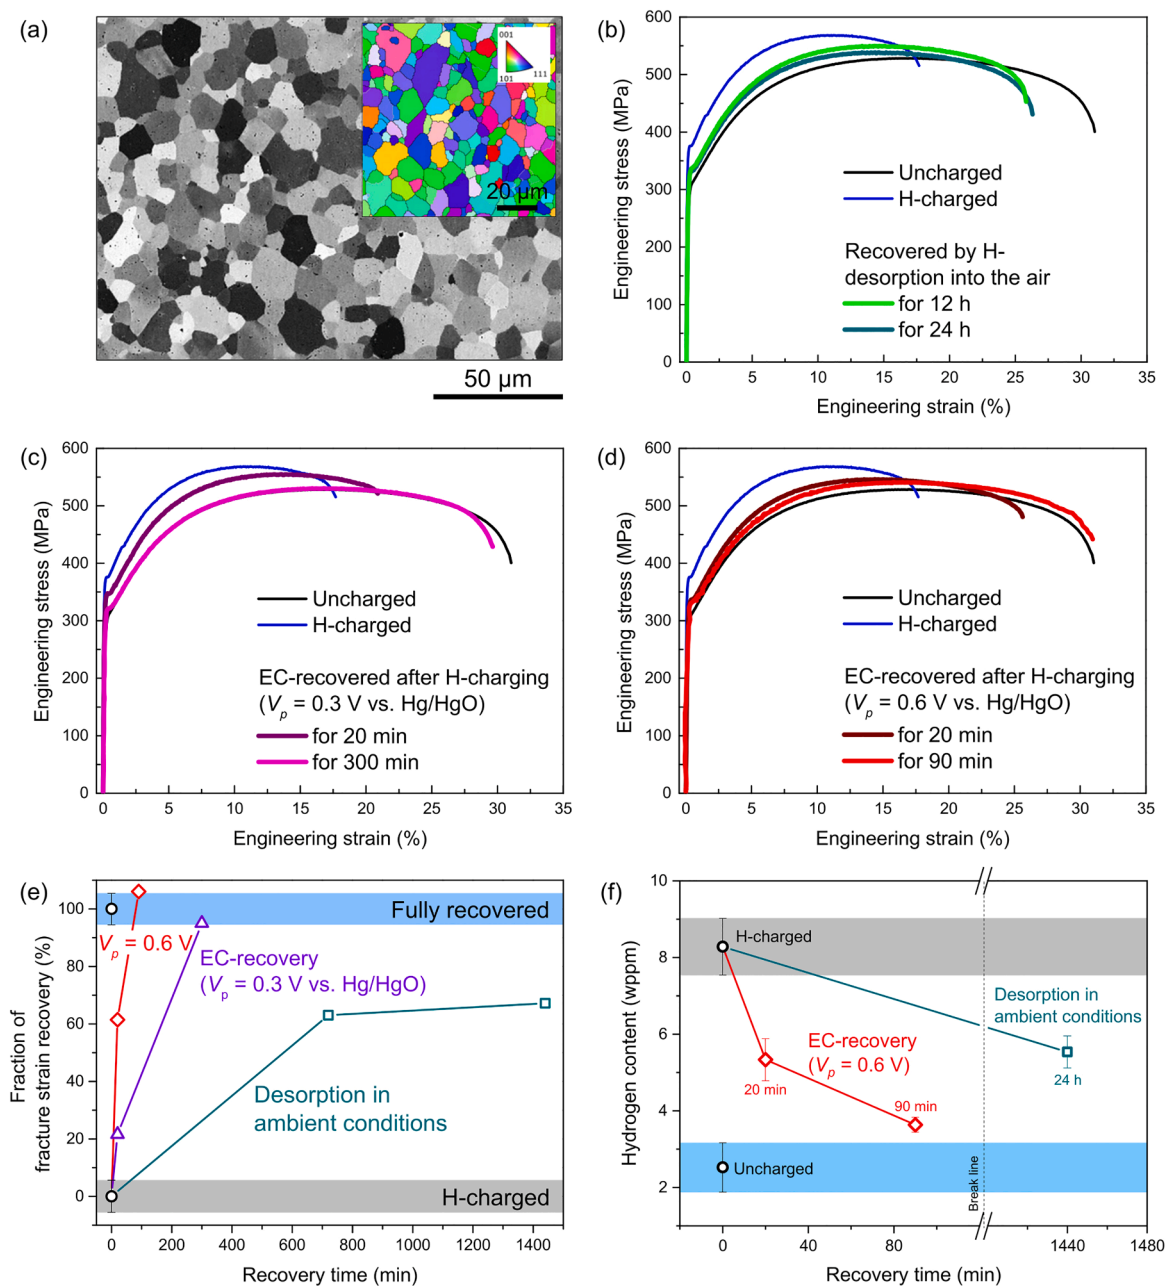 (a)
001
101
111
20 μm
50 μm
(b)
600
500
400
300
200
100
0
Engineering stress (MPa)
Uncharged
H-charged
Recovered by H-
desorption into the air
for 12 h
for 24 h
0 5 10 15 20 25 30 35
Engineering strain (%)
(c)
600
500
400
300
200
100
0
Engineering stress (MPa)
Uncharged
H-charged
EC-recovered after H-charging
(Vp = 0.3 V vs. Hg/HgO)
for 20 min
for 300 min
0 5 10 15 20 25 30 35
Engineering strain (%)
(d)
600
500
400
300
200
100
0
Engineering stress (MPa)
Uncharged
H-charged
EC-recovered after H-charging
(Vp = 0.6 V vs. Hg/HgO)
for 20 min
for 90 min
0 5 10 15 20 25 30 35
Engineering strain (%)
(e)
100
80
60
40
20
0
Fraction of
fracture strain recovery (%)
Fully recovered
Vp = 0.6 V
EC-recovery
(Vp = 0.3 V vs. Hg/HgO)
Desorption in
ambient conditions
H-charged
0 200 400 600 800 1000 1200 1400
Recovery time (min)
(f)
10
8
6
4
2
Hydrogen content (wppm)
H-charged
Desorption in
ambient conditions
EC-recovery
(Vp = 0.6 V)
20 min
24 h
90 min
Uncharged
Break line
0 40 80 1440 1480
Recovery time (min)